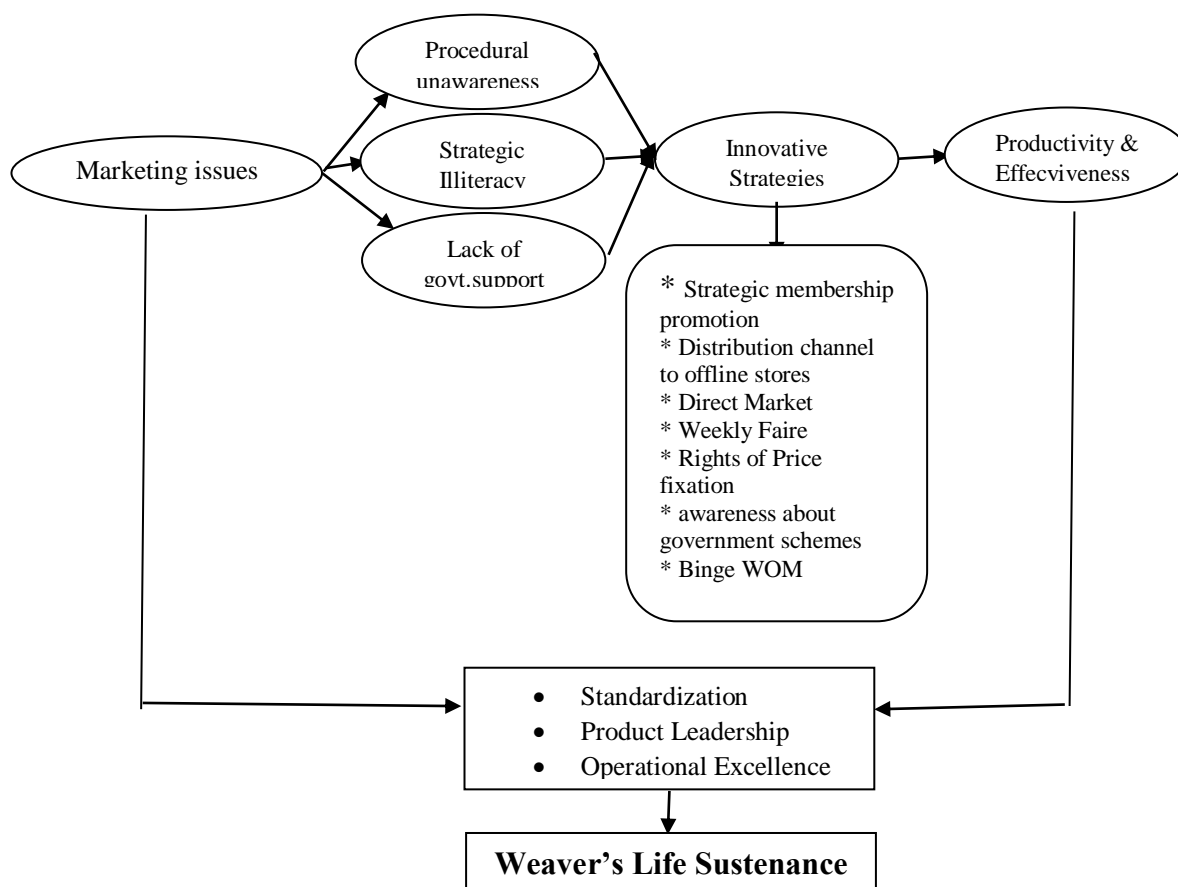 Marketing issues
Procedural
unawareness
Strategic
Illiteracy
Lack of
govt.support
Innovative
Strategies
Productivity &
Effecviveness
* Strategic membership
promotion
* Distribution channel
to offline stores
* Direct Market
* Weekly Faire
* Rights of Price
fixation
* awareness about
government schemes
* Binge WOM
• Standardization
• Product Leadership
• Operational Excellence
Weaver’s Life Sustenance